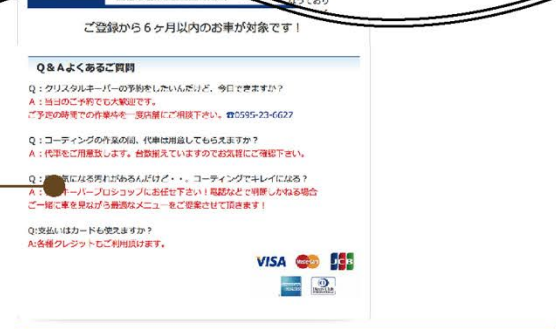 なっており
ご登録から6ヶ月以内のお車が対象です!
Q&Aよくあるご質問
Q:クリスタルキーパーの予約をしたいんだけど、今日できますか?
A:当日のご予約でも大歓迎です。
ご予定の時間での作業枠を一度店舗にご相談下さい。☎0595-23-6627
Q:コーティングの作業の間、代車は用意してもらえますか?
A:代車をご用意致します。台数揃えていますのでお気軽にご確認下さい。
Q: 気になる汚れがあるんだけど・・。コーティングでキレイになる?
A: キーパープロショップにお任せ下さい!電話などで判断しかねる場合
ご一緒に車を見ながら最適なメニューをご提案させて頂きます!
Q:支払いはカードも使えますか?
A:各種クレジットもご利用頂けます。
VISA MasterCard JCB